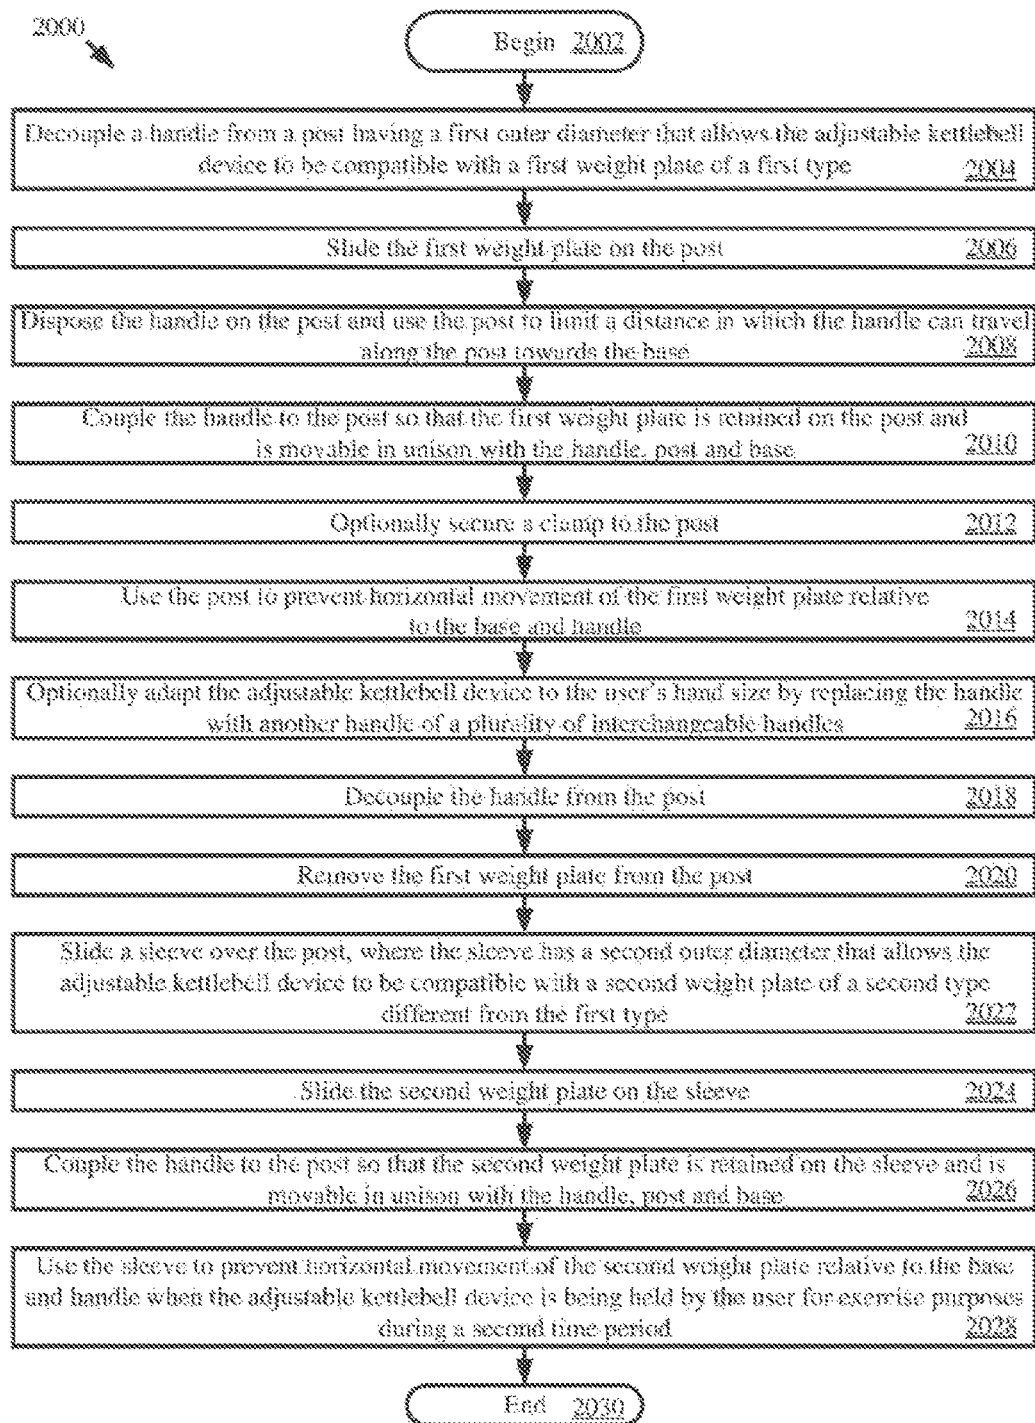 2000
Begin 2002
Decouple a handle from a post having a first outer diameter that allows the adjustable kettlebell
device to be compatible with a first weight plate of a first type 2004
Slide the first weight plate on the post 2006
Dispose the handle on the post and use the post to limit a distance in which the handle can travel
along the post towards the base 2008
Couple the handle to the post so that the first weight plate is retained on the post and
is movable in unison with the handle, post and base 2010
Optionally secure a clamp to the post 2012
Use the post to prevent horizontal movement of the first weight plate relative
to the base and handle 2014
Optionally adapt the adjustable kettlebell device to the user's hand size by replacing the handle
with another handle of a plurality of interchangeable handles 2016
Decouple the handle from the post 2018
Remove the first weight plate from the post 2020
Slide a sleeve over the post, where the sleeve has a second outer diameter that allows the
adjustable kettlebell device to be compatible with a second weight plate of a second type
different from the first type 2022
Slide the second weight plate on the sleeve 2024
Couple the handle to the post so that the second weight plate is retained on the sleeve and is
movable in unison with the handle, post and base 2026
Use the sleeve to prevent horizontal movement of the second weight plate relative to the base
and handle when the adjustable kettlebell device is being held by the user for exercise purposes
during a second time period 2028
End 2030